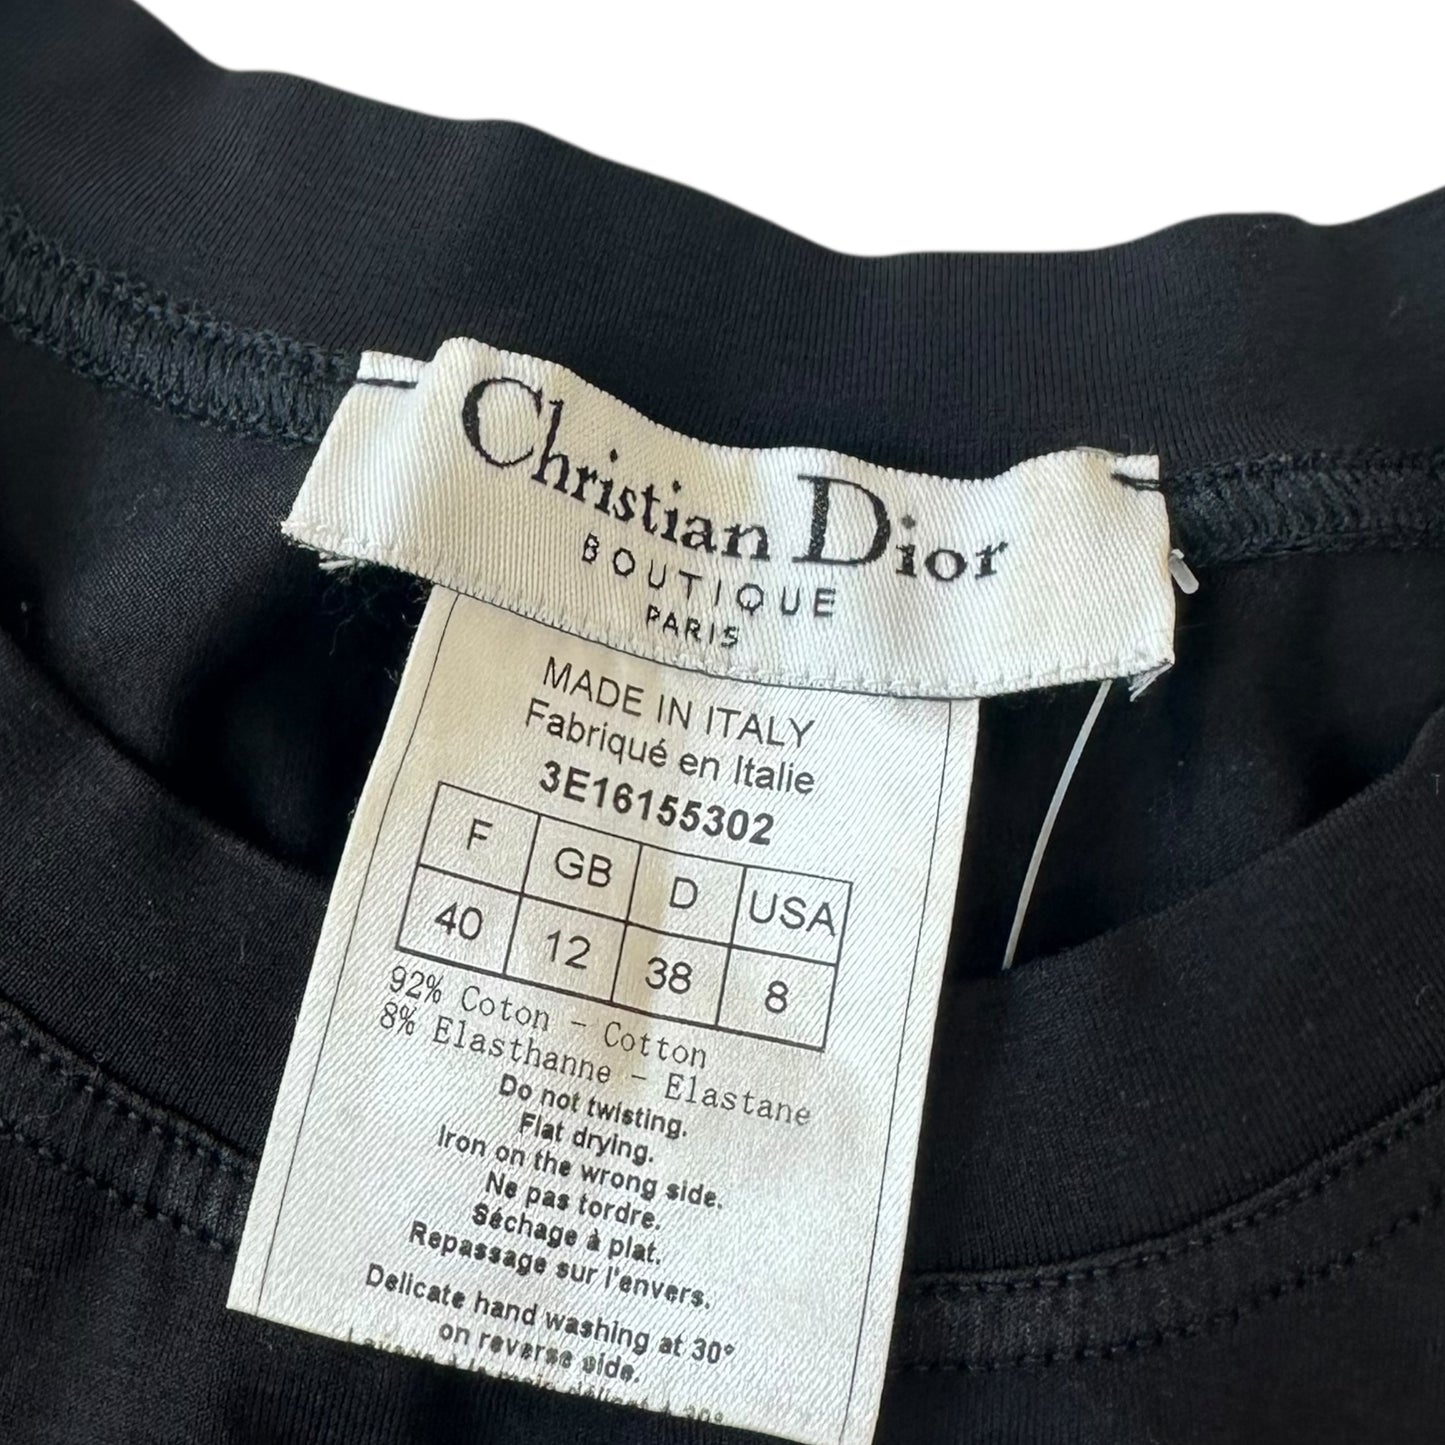 Christian Dior
BOUTIQUE
PARIS
MADE IN ITALY
Fabriqué en Italie
3E16155302
F GB D USA
40 12 38 8
92% Coton - Cotton
8% Elasthanne - Elastane
Do not twisting.
Flat drying.
Iron on the wrong side.
Ne pas tordre.
Séchage à plat.
Repassage sur l'envers.
Delicate hand washing at 30°
on reverse side.